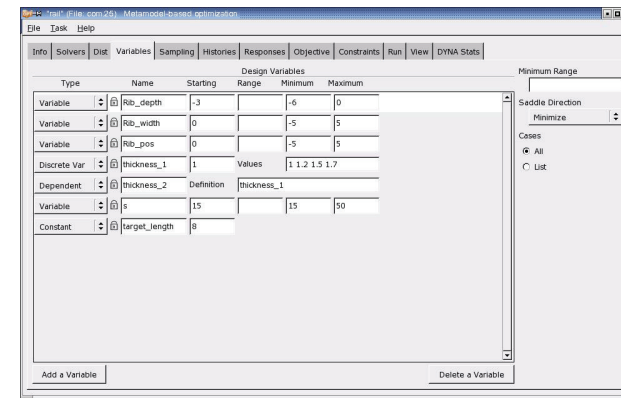 "rail" (File: com.26) Metamodel-based optimization
File Task Help
Info Solvers Dist Variables Sampling Histories Responses Objective Constraints Run View DYNA Stats
Design Variables
Type Name Starting Range Minimum Maximum
Variable Rib_depth -3 -6 0
Variable Rib_width 0 -5 5
Variable Rib_pos 0 -5 5
Discrete Var thickness_1 1 Values 1 1.2 1.5 1.7
Dependent thickness_2 Definition thickness_1
Variable s 15 15 50
Constant target_length 8
Add a Variable Delete a Variable
Minimum Range
Saddle Direction
Minimize
Cases
All
List